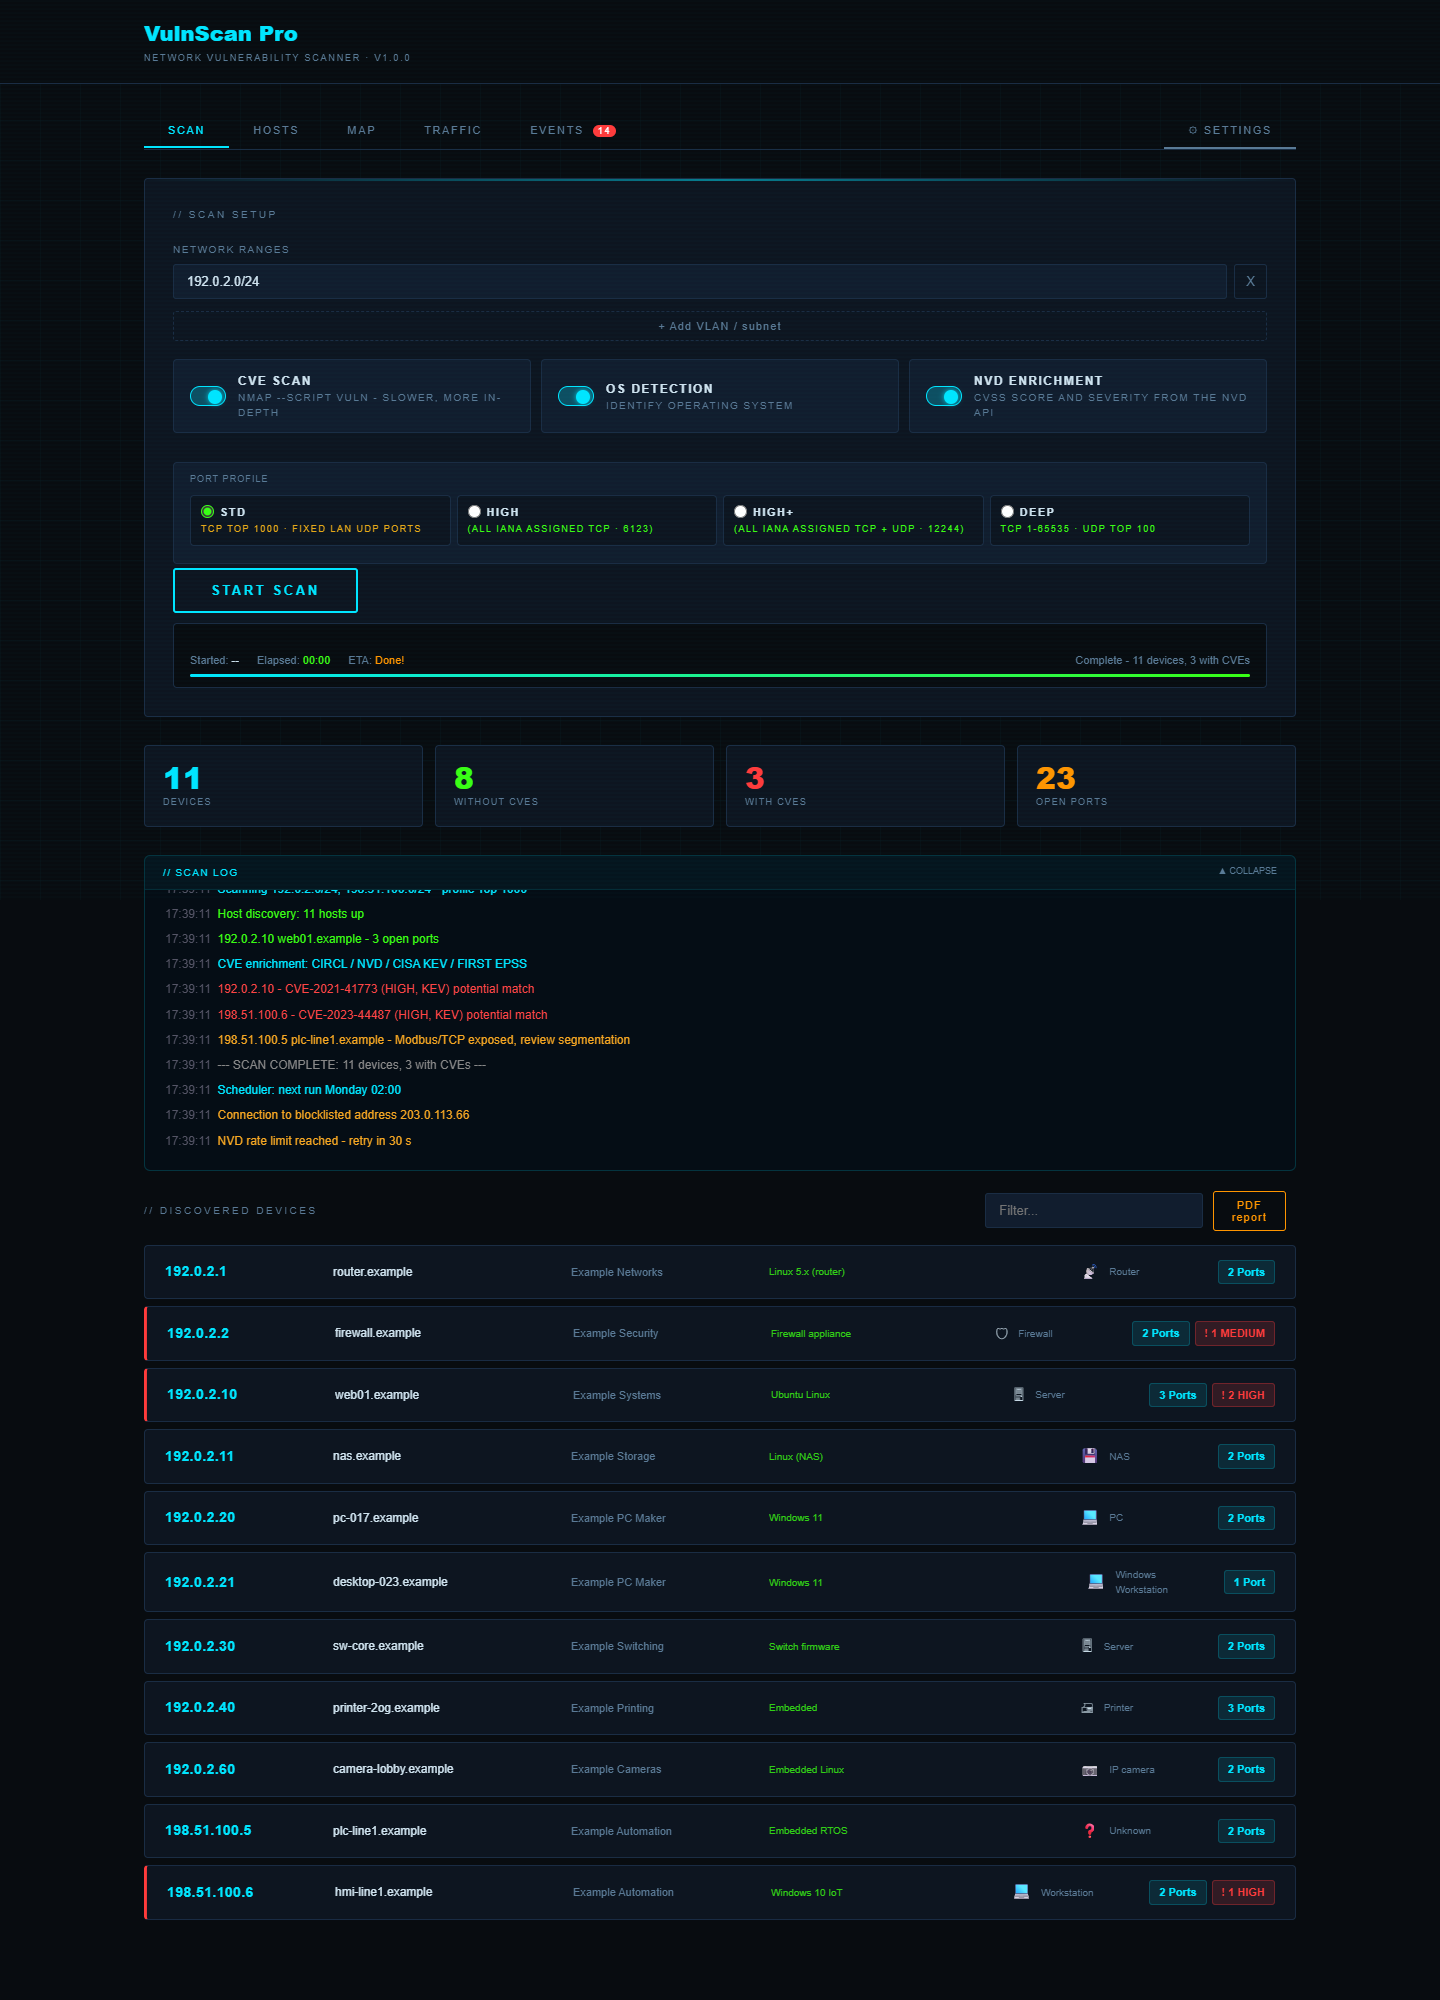 VulnScan Pro
NETWORK VULNERABILITY SCANNER · V1.0.0
SCAN HOSTS MAP TRAFFIC EVENTS 14 ⚙ SETTINGS
// SCAN SETUP
NETWORK RANGES
192.0.2.0/24 X
+ Add VLAN / subnet
CVE SCAN
NMAP --SCRIPT VULN - SLOWER, MORE IN-
DEPTH
OS DETECTION
IDENTIFY OPERATING SYSTEM
NVD ENRICHMENT
CVSS SCORE AND SEVERITY FROM THE NVD
API
PORT PROFILE
STD
TCP TOP 1000 · FIXED LAN UDP PORTS
HIGH
(ALL IANA ASSIGNED TCP · 6123)
HIGH+
(ALL IANA ASSIGNED TCP + UDP · 12244)
DEEP
TCP 1-65535 · UDP TOP 100
START SCAN
Started: -- Elapsed: 00:00 ETA: Done! Complete - 11 devices, 3 with CVEs
11
DEVICES
8
WITHOUT CVES
3
WITH CVES
23
OPEN PORTS
// SCAN LOG ▲ COLLAPSE
17:39:11 Scanning 192.0.2.0/24, 198.51.100.0/24 - profile Top 1000
17:39:11 Host discovery: 11 hosts up
17:39:11 192.0.2.10 web01.example - 3 open ports
17:39:11 CVE enrichment: CIRCL / NVD / CISA KEV / FIRST EPSS
17:39:11 192.0.2.10 - CVE-2021-41773 (HIGH, KEV) potential match
17:39:11 198.51.100.6 - CVE-2023-44487 (HIGH, KEV) potential match
17:39:11 198.51.100.5 plc-line1.example - Modbus/TCP exposed, review segmentation
17:39:11 --- SCAN COMPLETE: 11 devices, 3 with CVEs ---
17:39:11 Scheduler: next run Monday 02:00
17:39:11 Connection to blocklisted address 203.0.113.66
17:39:11 NVD rate limit reached - retry in 30 s
// DISCOVERED DEVICES Filter... PDF
report
192.0.2.1 router.example Example Networks Linux 5.x (router) Router 2 Ports
192.0.2.2 firewall.example Example Security Firewall appliance Firewall 2 Ports ! 1 MEDIUM
192.0.2.10 web01.example Example Systems Ubuntu Linux Server 3 Ports ! 2 HIGH
192.0.2.11 nas.example Example Storage Linux (NAS) NAS 2 Ports
192.0.2.20 pc-017.example Example PC Maker Windows 11 PC 2 Ports
192.0.2.21 desktop-023.example Example PC Maker Windows 11 Windows
Workstation 1 Port
192.0.2.30 sw-core.example Example Switching Switch firmware Server 2 Ports
192.0.2.40 printer-2og.example Example Printing Embedded Printer 3 Ports
192.0.2.60 camera-lobby.example Example Cameras Embedded Linux IP camera 2 Ports
198.51.100.5 plc-line1.example Example Automation Embedded RTOS Unknown 2 Ports
198.51.100.6 hmi-line1.example Example Automation Windows 10 IoT Workstation 2 Ports ! 1 HIGH